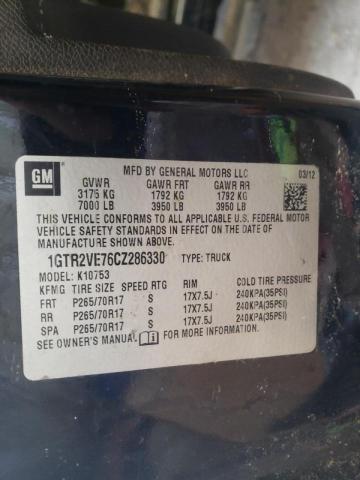 GM
MFD BY GENERAL MOTORS LLC 03/12
GVWR GAWR FRT GAWR RR
3175 KG 1792 KG 1792 KG
7000 LB 3950 LB 3950 LB
THIS VEHICLE CONFORMS TO ALL APPLICABLE U.S. FEDERAL MOTOR
VEHICLE SAFETY STANDARDS IN EFFECT ON THE DATE OF
MANUFACTURE SHOWN ABOVE.
1GTR2VE76CZ286330 TYPE: TRUCK
MODEL: K10753
KFMG TIRE SIZE SPEED RTG RIM COLD TIRE PRESSURE
FRT P265/70R17 S 17X7.5J 240KPA(35PSI)
RR P265/70R17 S 17X7.5J 240KPA(35PSI)
SPA P265/70R17 S 17X7.5J 240KPA(35PSI)
SEE OWNER'S MANUAL FOR MORE INFORMATION.